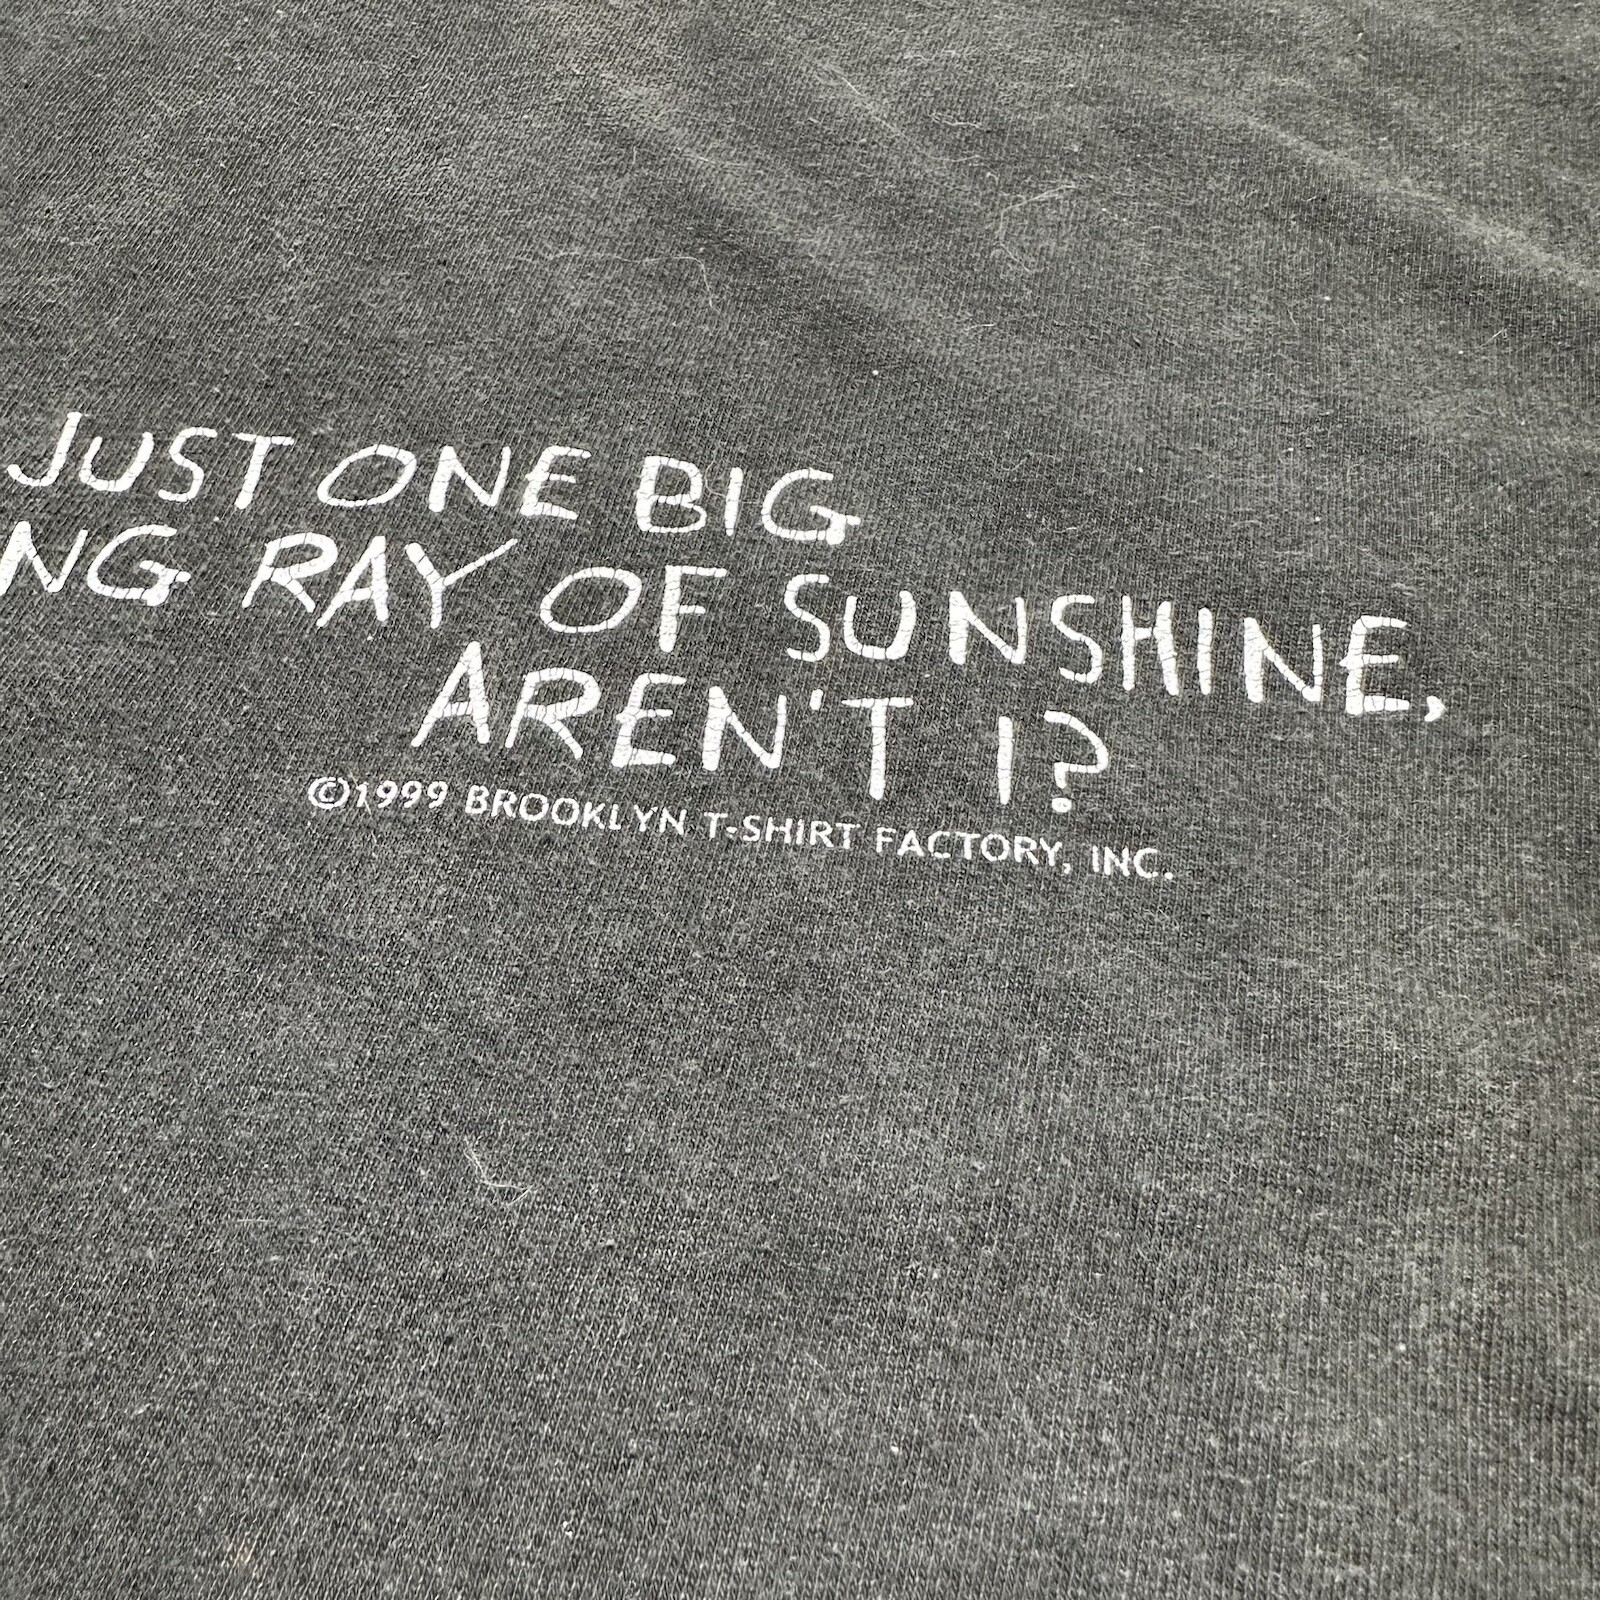 JUST ONE BIG
NG RAY OF SUNSHINE,
AREN'T I?
©1999 BROOKLYN T-SHIRT FACTORY, INC.